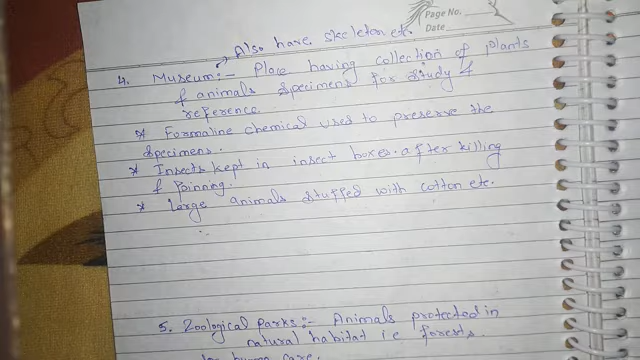 Page No.
Date
Also have skeleton etc.
4. Museum:- Place having collection of plants
& animals specimens for study &
reference
* Formaline chemical used to preserve the
specimens.
* Insects kept in insect boxes. after killing
& pinning.
* Large animals stuffed with cotton etc.
5. Zoological parks:- Animals protected in
natural habitat i.e forests.
human care.